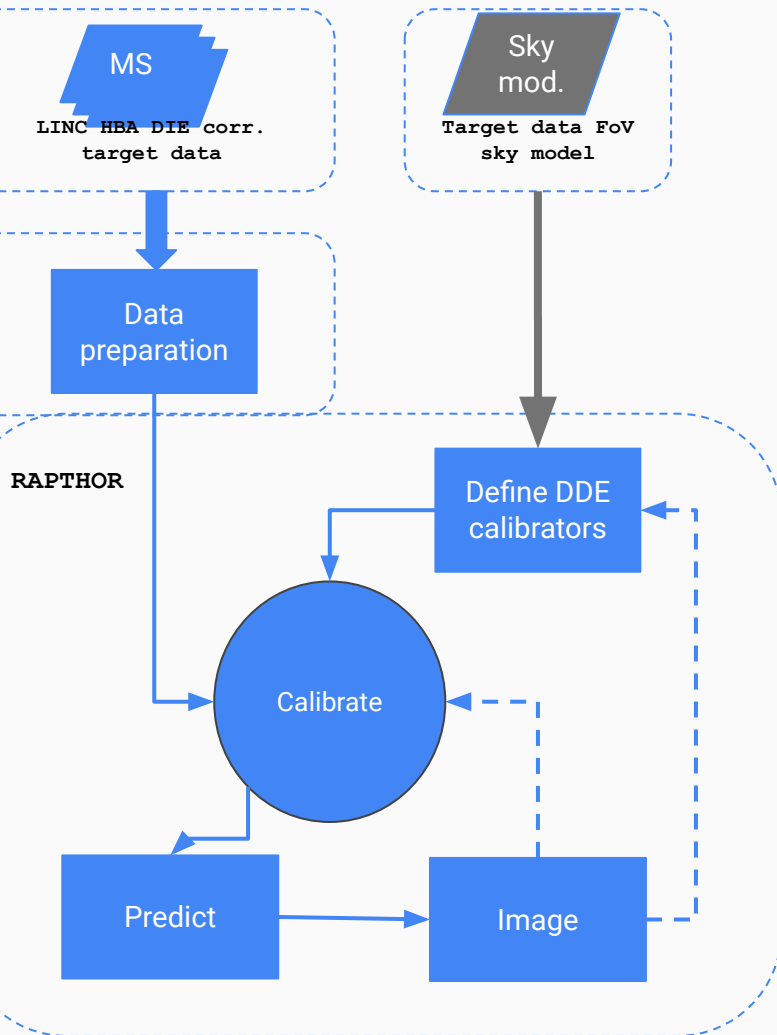 MS
LINC HBA DIE corr.
target data
Sky
mod.
Target data FoV
sky model
Data
preparation
RAPTHOR
Define DDE
calibrators
Calibrate
Predict
Image